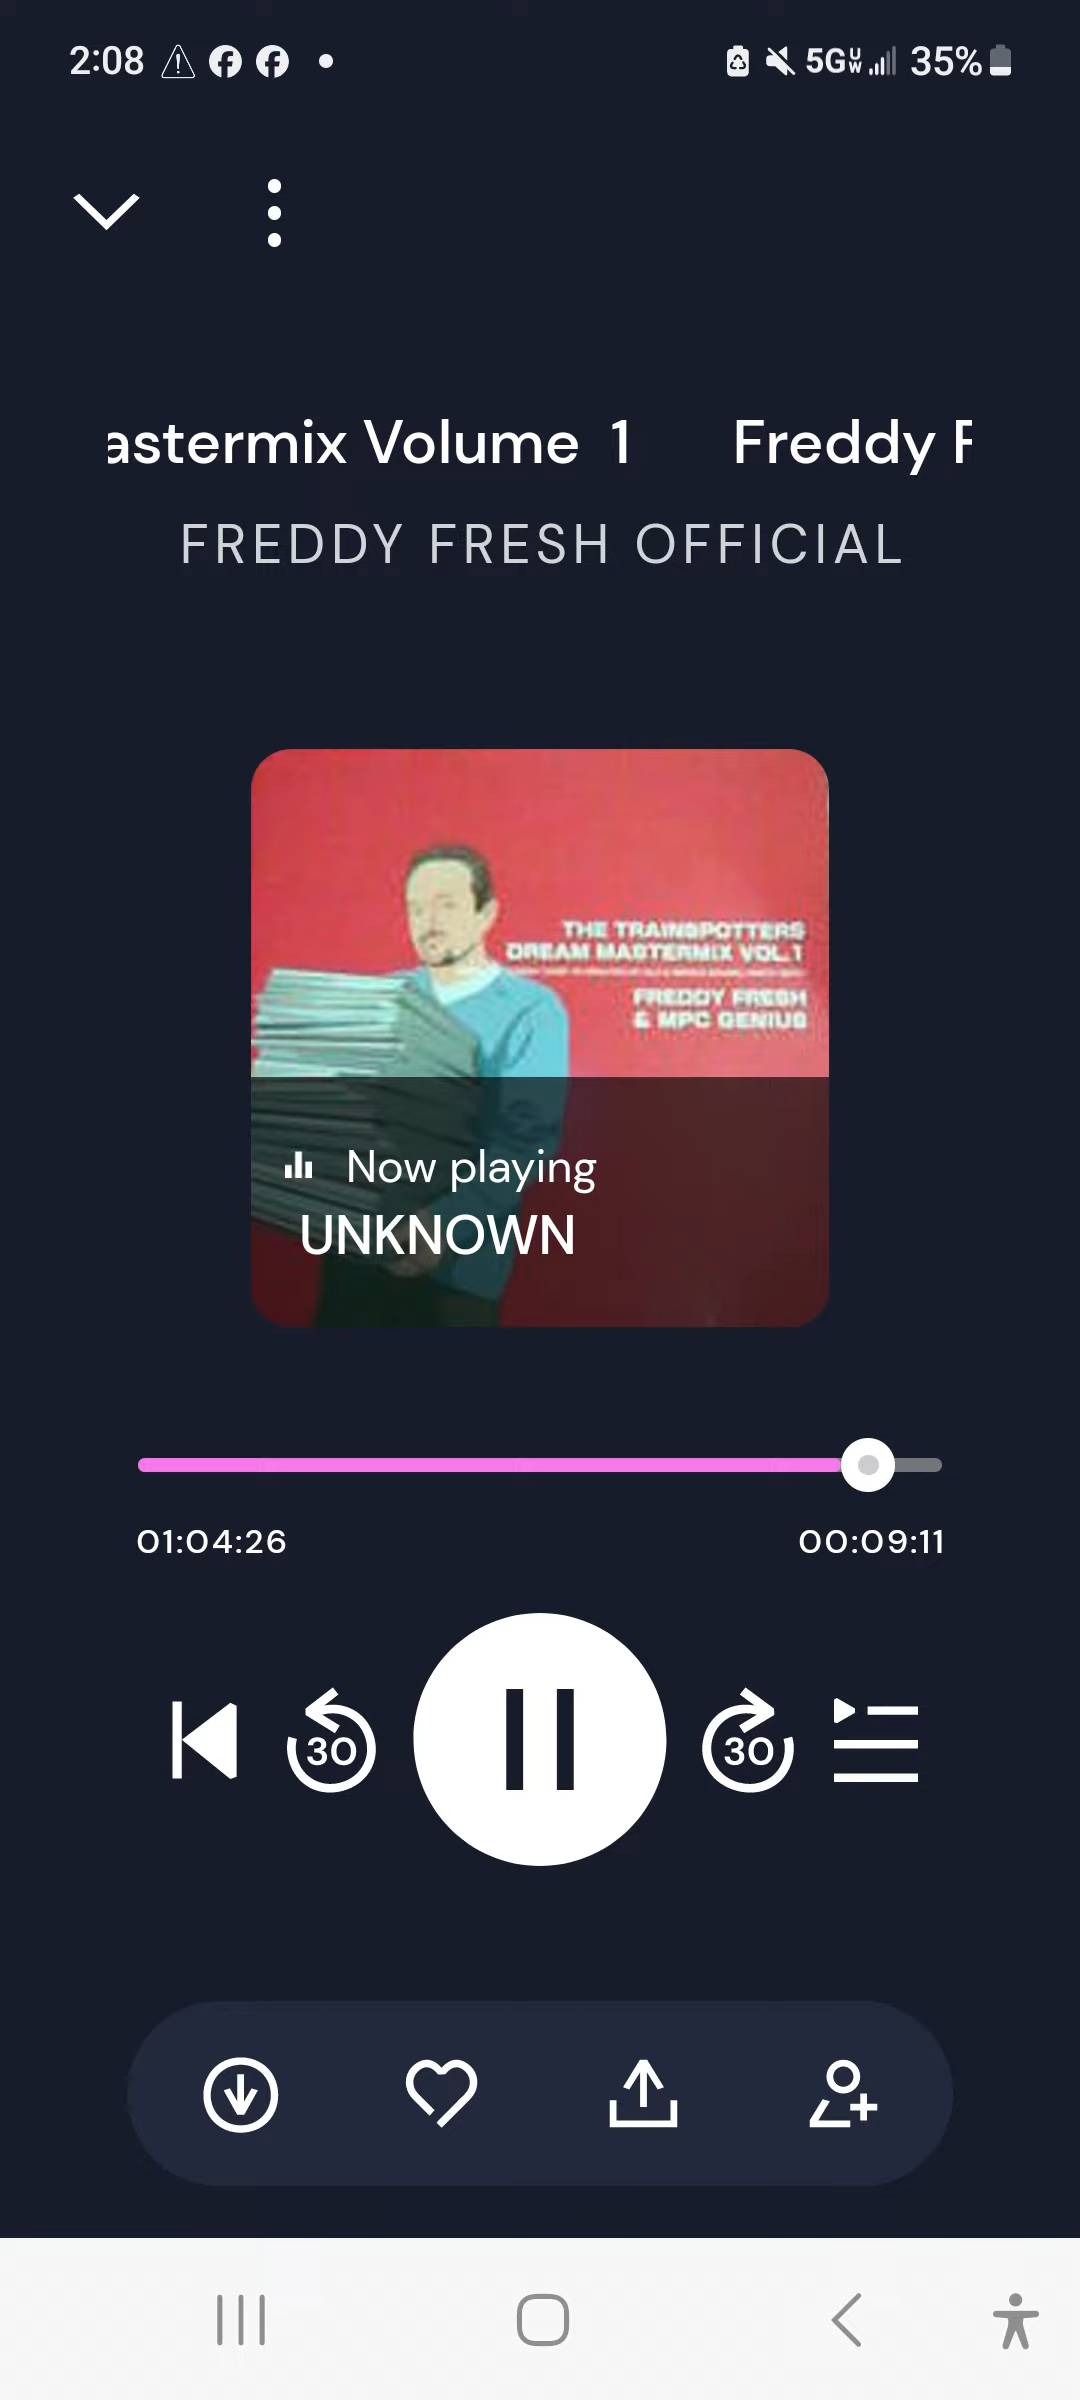 2:08 5G UW 35%
astermix Volume 1 Freddy F
FREDDY FRESH OFFICIAL
THE TRAINSPOTTERS
DREAM MASTERMIX VOL.1
FREDDY FRESH
& MPC GENIUS
Now playing
UNKNOWN
01:04:26 00:09:11
30 30